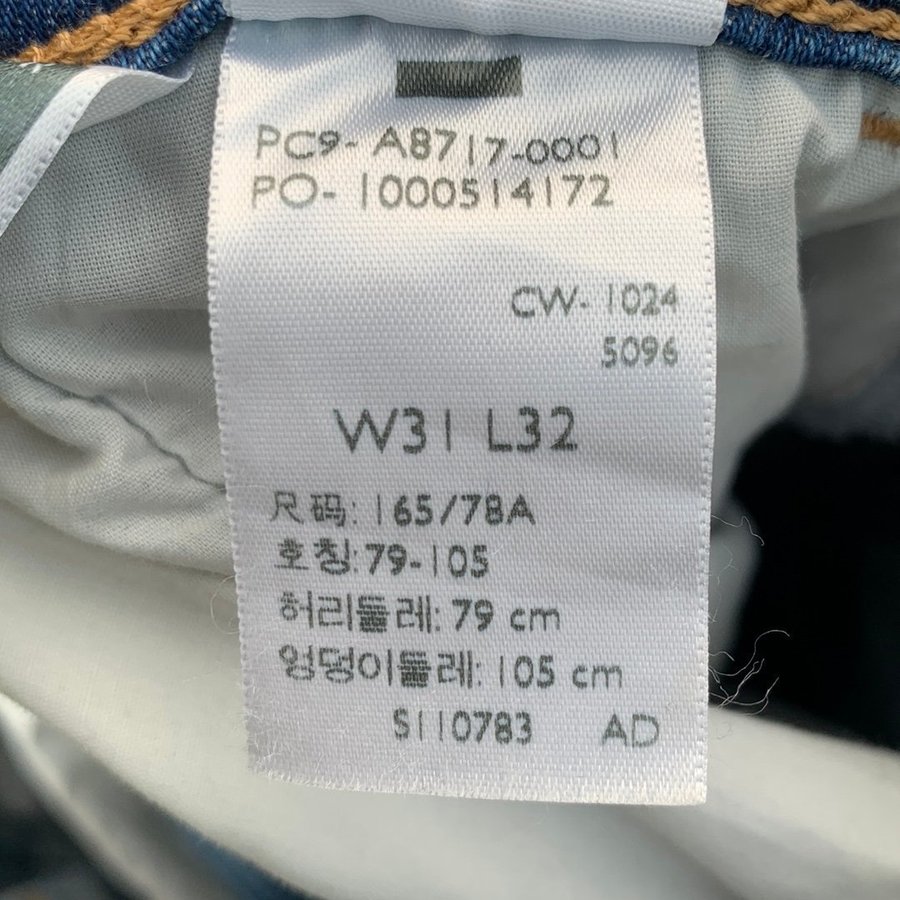 PC9-A8717-0001
PO-1000514172
CW-1024
5096
W31 L32
尺码: 165/78A
호칭: 79-105
허리둘레: 79 cm
엉덩이둘레: 105 cm
S110783 AD